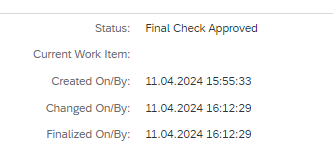 Status: Final Check Approved
Current Work Item:
Created On/By: 11.04.2024 15:55:33
Changed On/By: 11.04.2024 16:12:29
Finalized On/By: 11.04.2024 16:12:29